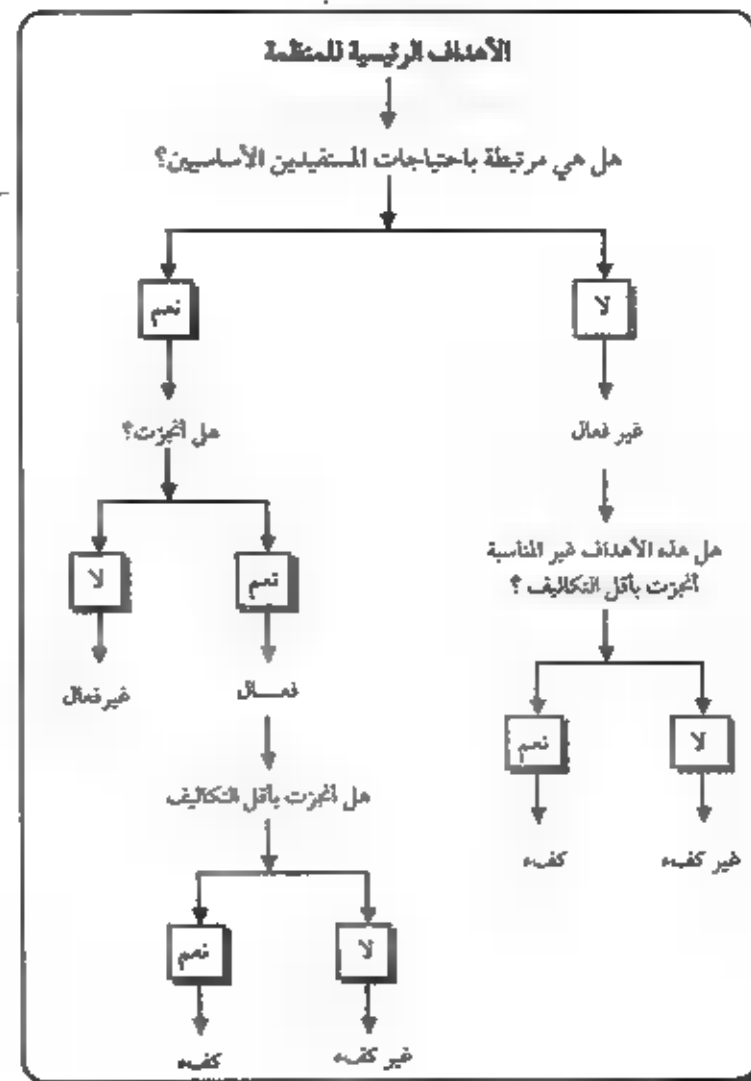 الأهداف الرئيسية للمنظمة
هل هي مرتبطة باحتياجات المستفيدين الأساسيين؟
لا
نعم
غير فعال
هل أنجزت؟
هل هذه الأهداف غير المناسبة
أنجزت بأقل التكاليف ؟
نعم
لا
فعـــال
غير فعال
لا
نعم
هل أنجزت بأقل التكاليف
غير كفء
كفء
لا
نعم
غير كفء
كفء